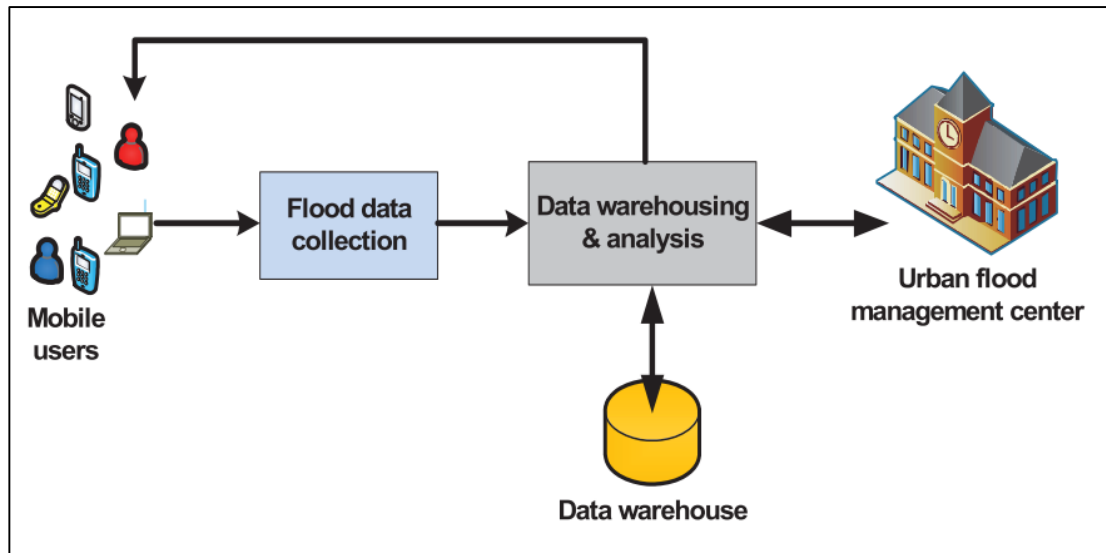 Mobile
users
Flood data
collection
Data warehousing
& analysis
Urban flood
management center
Data warehouse